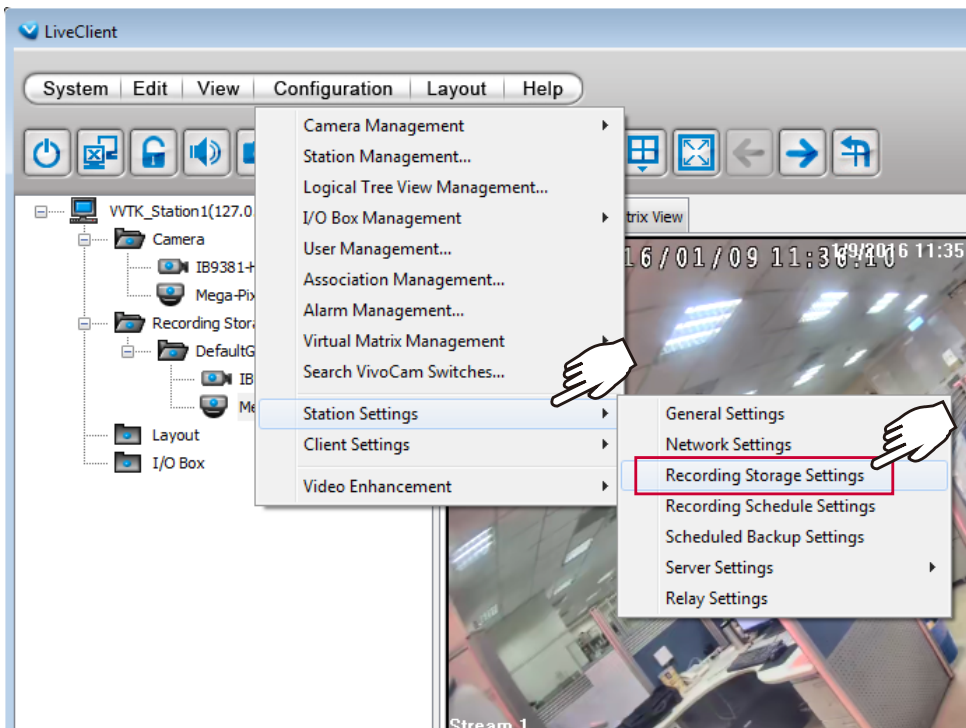 LiveClient
System Edit View Configuration Layout Help
Camera Management
Station Management...
Logical Tree View Management...
I/O Box Management
User Management...
Association Management...
Alarm Management...
Virtual Matrix Management
Search VivoCam Switches...
Station Settings
Client Settings
Video Enhancement
General Settings
Network Settings
Recording Storage Settings
Recording Schedule Settings
Scheduled Backup Settings
Server Settings
Relay Settings
VVTK_Station1(127.0
Camera
IB9381-H
Mega-Pix
Recording Stora
DefaultG
IB
Me
Layout
I/O Box
trix View
16/01/09
11:35
Stream 1